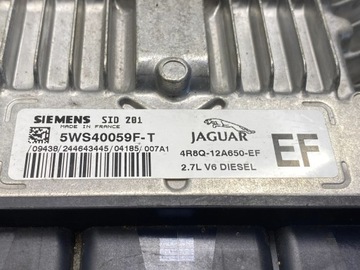 SIEMENS SID 201
MADE IN FRANCE
5WS40059F-T
/09438/244643445/04185/007A1
JAGUAR
4R8Q-12A650-EF
2.7L V6 DIESEL
EF